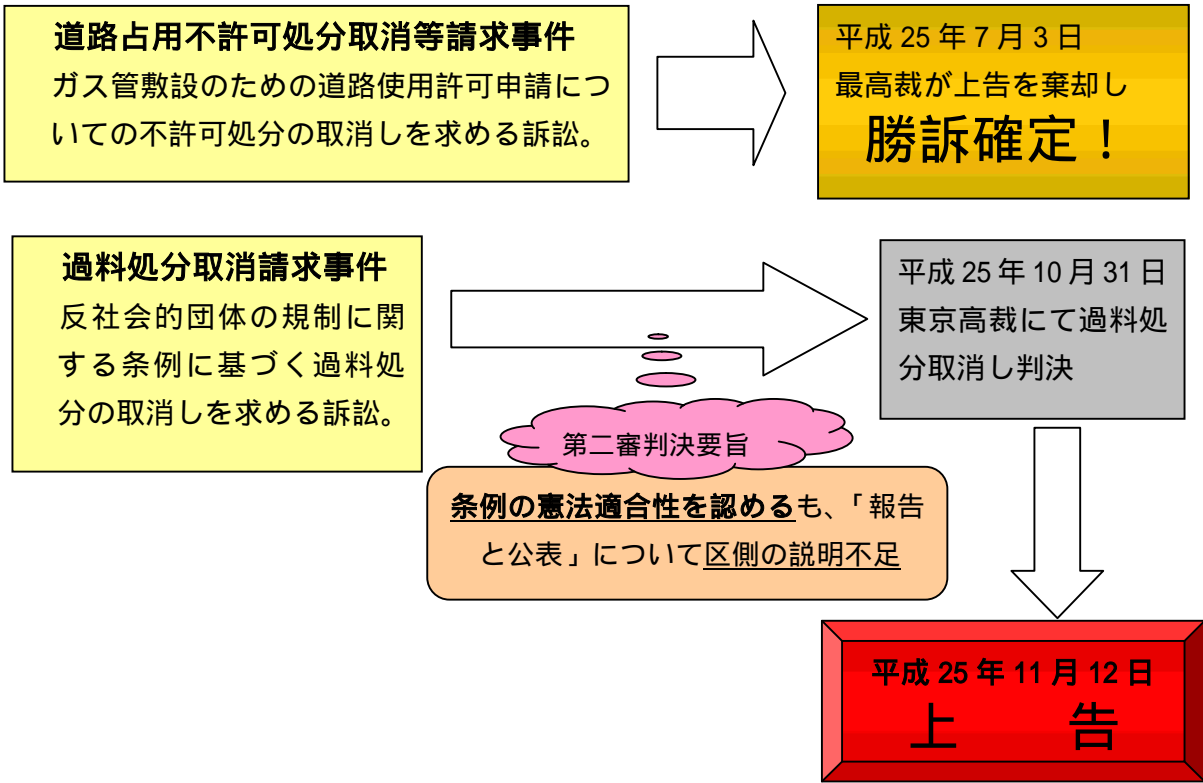 道路占用不許可処分取消等請求事件
ガス管敷設のための道路使用許可申請につ
いての不許可処分の取消しを求める訴訟。
平成 25 年 7 月 3 日
最高裁が上告を棄却し
勝訴確定！
過料処分取消請求事件
反社会的団体の規制に関
する条例に基づく過料処
分の取消しを求める訴訟。
平成 25 年 10 月 31 日
東京高裁にて過料処
分取消し判決
第二審判決要旨
条例の憲法適合性を認めるも、「報告
と公表」について区側の説明不足
平成 25 年 11 月 12 日
上　告